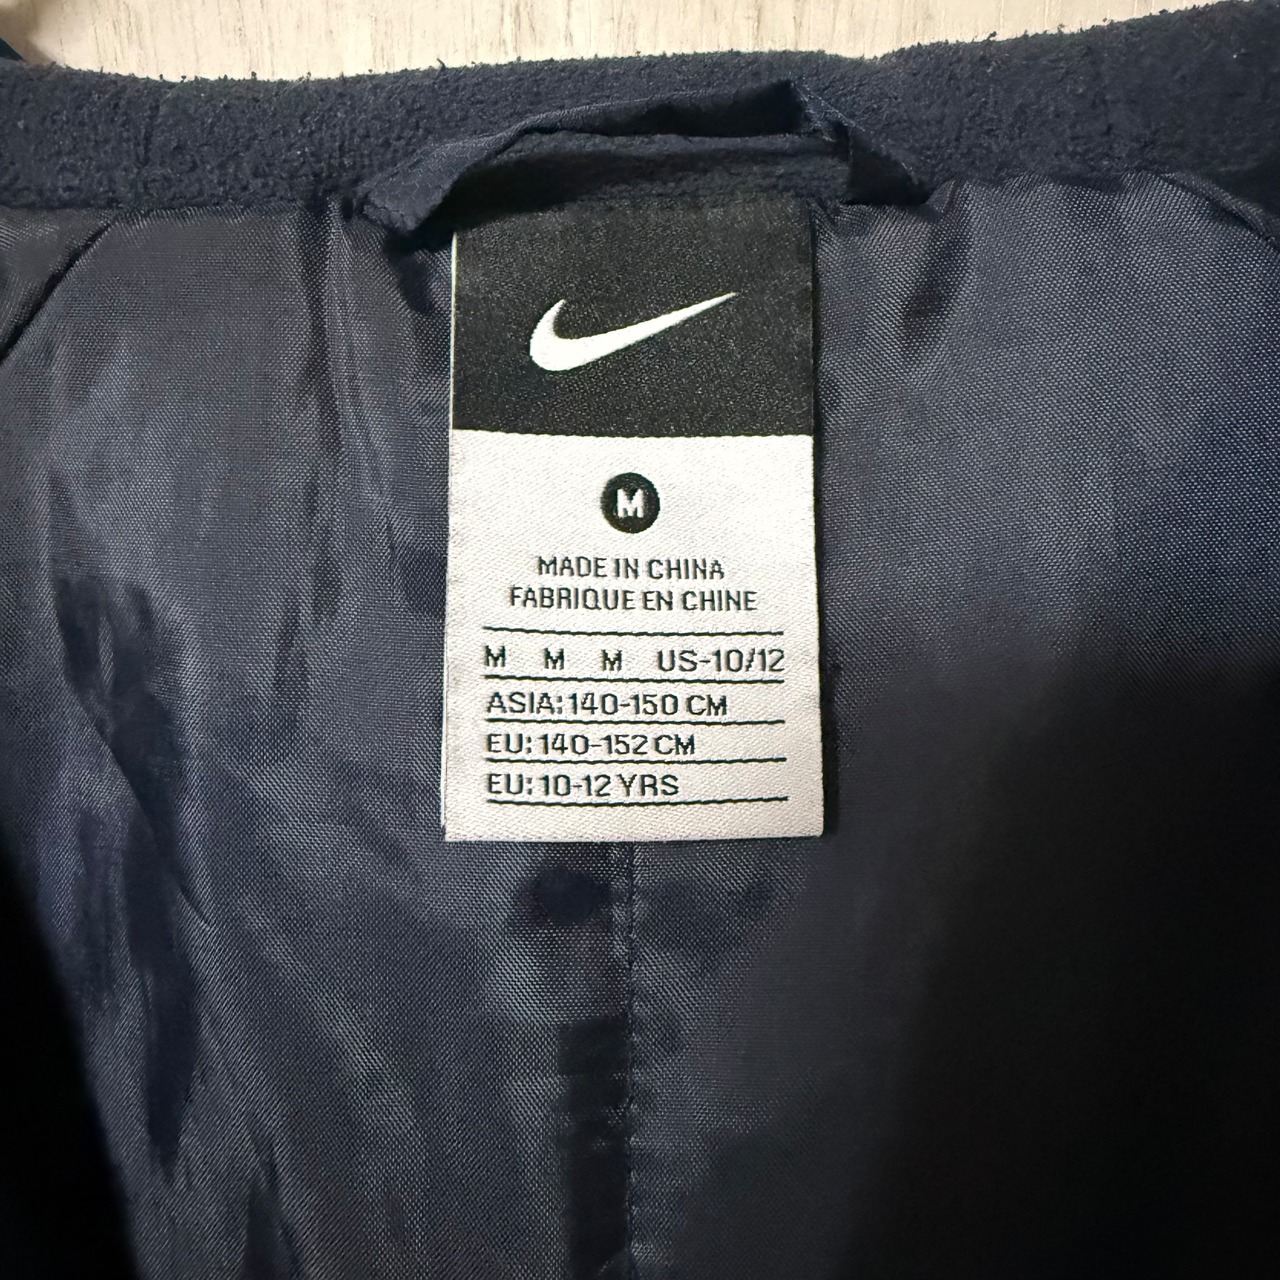 M
MADE IN CHINA
FABRIQUE EN CHINE
M M M US-10/12
ASIA: 140-150 CM
EU: 140-152 CM
EU: 10-12 YRS